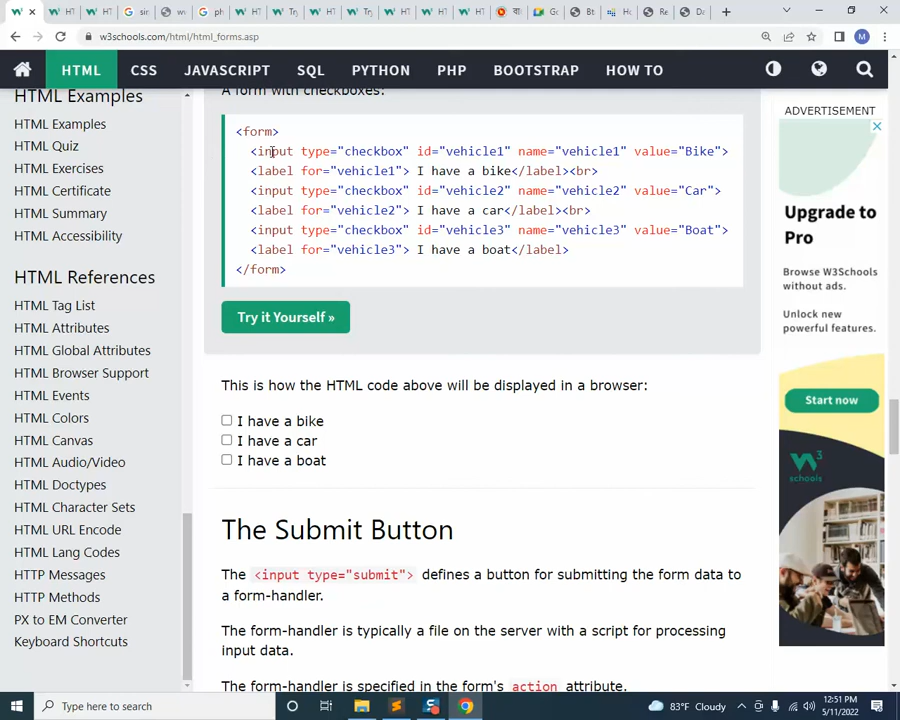 w3schools.com/html/html_forms.asp
HTML CSS JAVASCRIPT SQL PYTHON PHP BOOTSTRAP HOW TO
HTML Examples
HTML Examples
HTML Quiz
HTML Exercises
HTML Certificate
HTML Summary
HTML Accessibility
HTML References
HTML Tag List
HTML Attributes
HTML Global Attributes
HTML Browser Support
HTML Events
HTML Colors
HTML Canvas
HTML Audio/Video
HTML Doctypes
HTML Character Sets
HTML URL Encode
HTML Lang Codes
HTTP Messages
HTTP Methods
PX to EM Converter
Keyboard Shortcuts
A form with checkboxes:
<form>
<input type="checkbox" id="vehicle1" name="vehicle1" value="Bike">
<label for="vehicle1"> I have a bike</label><br>
<input type="checkbox" id="vehicle2" name="vehicle2" value="Car">
<label for="vehicle2"> I have a car</label><br>
<input type="checkbox" id="vehicle3" name="vehicle3" value="Boat">
<label for="vehicle3"> I have a boat</label>
</form>
Try it Yourself »
This is how the HTML code above will be displayed in a browser:
I have a bike
I have a car
I have a boat
The Submit Button
The <input type="submit"> defines a button for submitting the form data to
a form-handler.
The form-handler is typically a file on the server with a script for processing
input data.
The form-handler is specified in the form's action attribute.
ADVERTISEMENT
Upgrade to
Pro
Browse W3Schools
without ads.
Unlock new
powerful features.
Start now
schools
Type here to search
83°F Cloudy
12:51 PM
5/11/2022